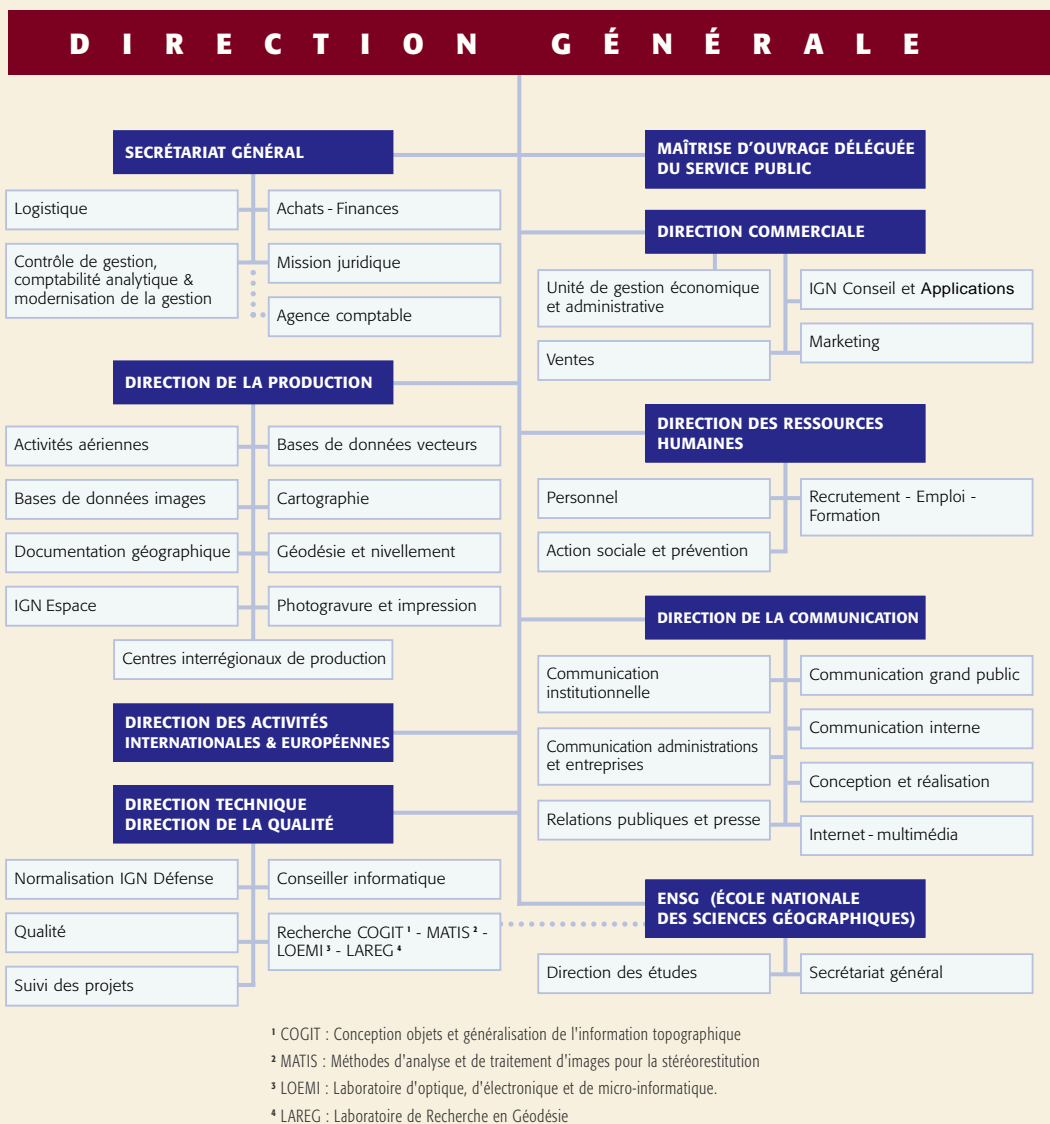 DIRECTION GÉNÉRALE
SECRÉTARIAT GÉNÉRAL
Logistique
Achats - Finances
Contrôle de gestion,
comptabilité analytique &
modernisation de la gestion
Mission juridique
Agence comptable
DIRECTION DE LA PRODUCTION
Activités aériennes
Bases de données vecteurs
Bases de données images
Cartographie
Documentation géographique
Géodésie et nivellement
IGN Espace
Photogravure et impression
Centres interrégionaux de production
DIRECTION DES ACTIVITÉS
INTERNATIONALES & EUROPÉENNES
DIRECTION TECHNIQUE
DIRECTION DE LA QUALITÉ
Normalisation IGN Défense
Conseiller informatique
Qualité
Recherche COGIT ¹ - MATIS ² -
LOEMI ³ - LAREG ⁴
Suivi des projets
MAÎTRISE D'OUVRAGE DÉLÉGUÉE
DU SERVICE PUBLIC
DIRECTION COMMERCIALE
Unité de gestion économique
et administrative
IGN Conseil et Applications
Ventes
Marketing
DIRECTION DES RESSOURCES
HUMAINES
Personnel
Recrutement - Emploi -
Formation
Action sociale et prévention
DIRECTION DE LA COMMUNICATION
Communication
institutionnelle
Communication grand public
Communication administrations
et entreprises
Communication interne
Conception et réalisation
Relations publiques et presse
Internet - multimédia
ENSG (ÉCOLE NATIONALE
DES SCIENCES GÉOGRAPHIQUES)
Direction des études
Secrétariat général
¹ COGIT : Conception objets et généralisation de l'information topographique
² MATIS : Méthodes d'analyse et de traitement d'images pour la stéréorestitution
³ LOEMI : Laboratoire d'optique, d'électronique et de micro-informatique.
⁴ LAREG : Laboratoire de Recherche en Géodésie